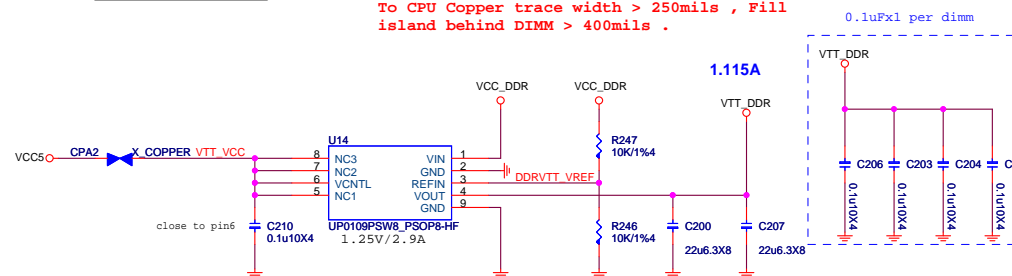 To CPU Copper trace width > 250mils , Fill
island behind DIMM > 400mils .
0.1uFx1 per dimm
VTT_DDR
1.115A
VCC_DDR
VCC_DDR
VTT_DDR
U14
R247
10K/1%4
VCC5
CPA2
X_COPPER
VTT_VCC
8 NC3 VIN 1
7 NC2 GND 2
6 VCNTL REFIN 3 DDRVTT_VREF
5 NC1 VOUT 4
GND 9
C206
C203
C204
C
0.1u10X4
0.1u10X4
0.1u10X4
0.1u10X4
close to pin6
C210
0.1u10X4
UP0109PSW8_PSOP8-HF
1.25V/2.9A
R246
10K/1%4
C200
22u6.3X8
C207
22u6.3X8